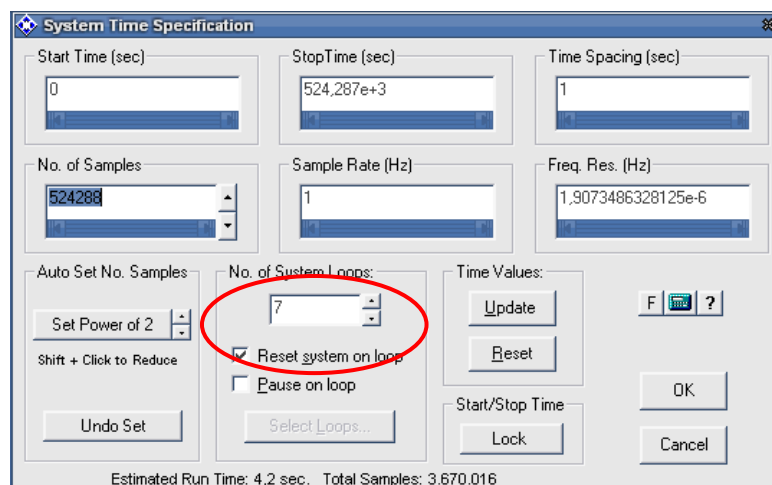 System Time Specification
Start Time (sec) StopTime (sec) Time Spacing (sec)
0 524,287e+3 1
No. of Samples Sample Rate (Hz) Freq. Res. (Hz)
524288 1 1,9073486328125e-6
Auto Set No. Samples No. of System Loops: Time Values:
7 Update F ?
Set Power of 2
Shift + Click to Reduce Reset system on loop Reset
Pause on loop OK
Start/Stop Time
Undo Set Select Loops... Lock Cancel
Estimated Run Time: 4,2 sec, Total Samples: 3.670.016